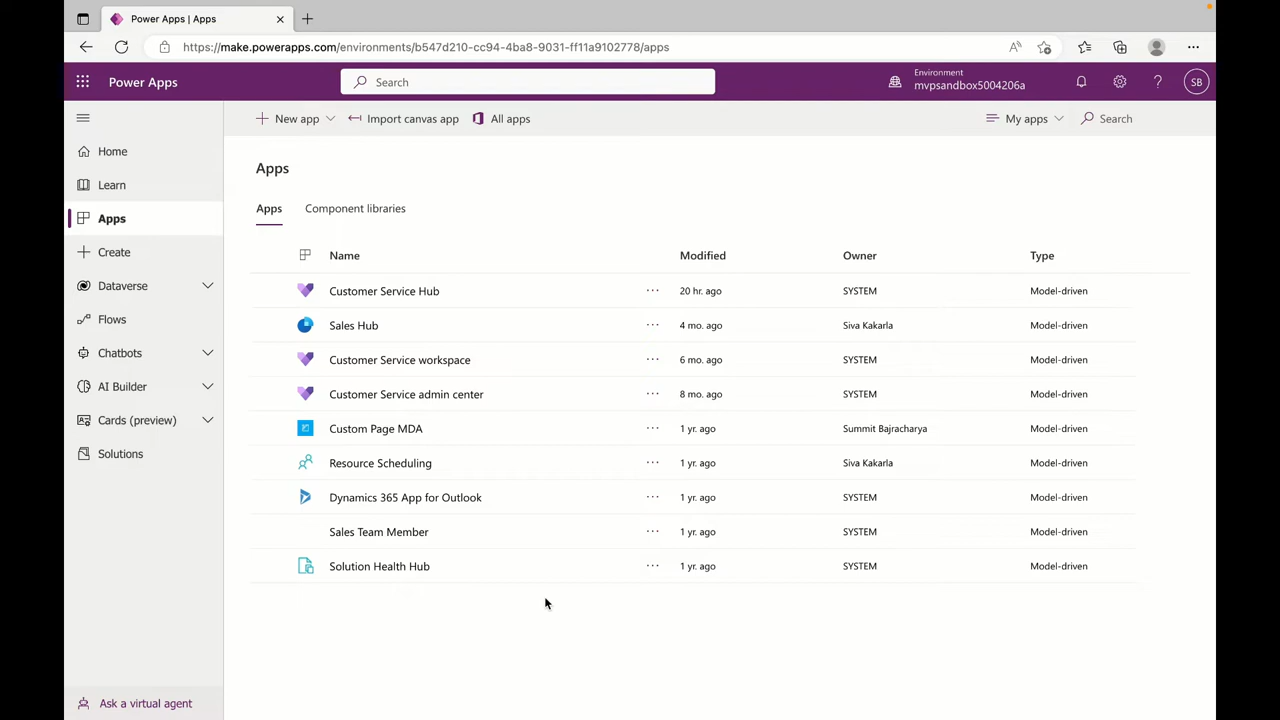 Power Apps | Apps
https://make.powerapps.com/environments/b547d210-cc94-4ba8-9031-ff11a9102778/apps
Power Apps
Search
Environment
mvpsandbox5004206a
SB
New app
Import canvas app
All apps
My apps
Search
Home
Learn
Apps
Create
Dataverse
Flows
Chatbots
AI Builder
Cards (preview)
Solutions
Ask a virtual agent
Apps
Apps Component libraries
Name Modified Owner Type
Customer Service Hub ... 20 hr. ago SYSTEM Model-driven
Sales Hub ... 4 mo. ago Siva Kakarla Model-driven
Customer Service workspace ... 6 mo. ago SYSTEM Model-driven
Customer Service admin center ... 8 mo. ago SYSTEM Model-driven
Custom Page MDA ... 1 yr. ago Summit Bajracharya Model-driven
Resource Scheduling ... 1 yr. ago Siva Kakarla Model-driven
Dynamics 365 App for Outlook ... 1 yr. ago SYSTEM Model-driven
Sales Team Member ... 1 yr. ago SYSTEM Model-driven
Solution Health Hub ... 1 yr. ago SYSTEM Model-driven